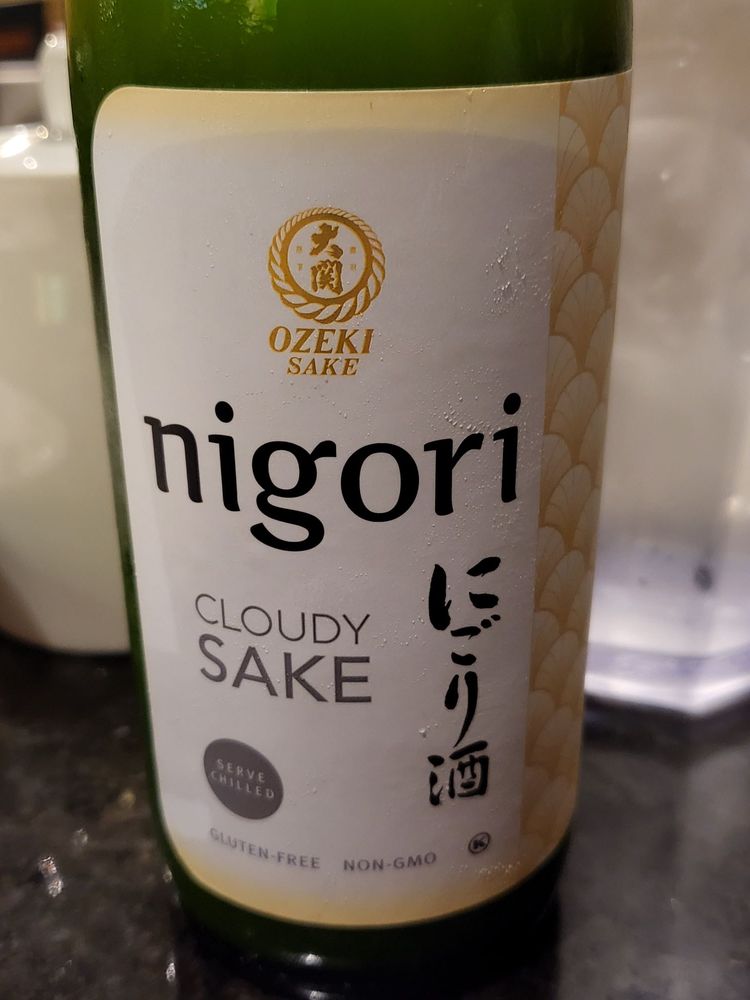 大関
OZEKI
SAKE
nigori
にごり酒
CLOUDY
SAKE
SERVE
CHILLED
GLUTEN-FREE NON-GMO K